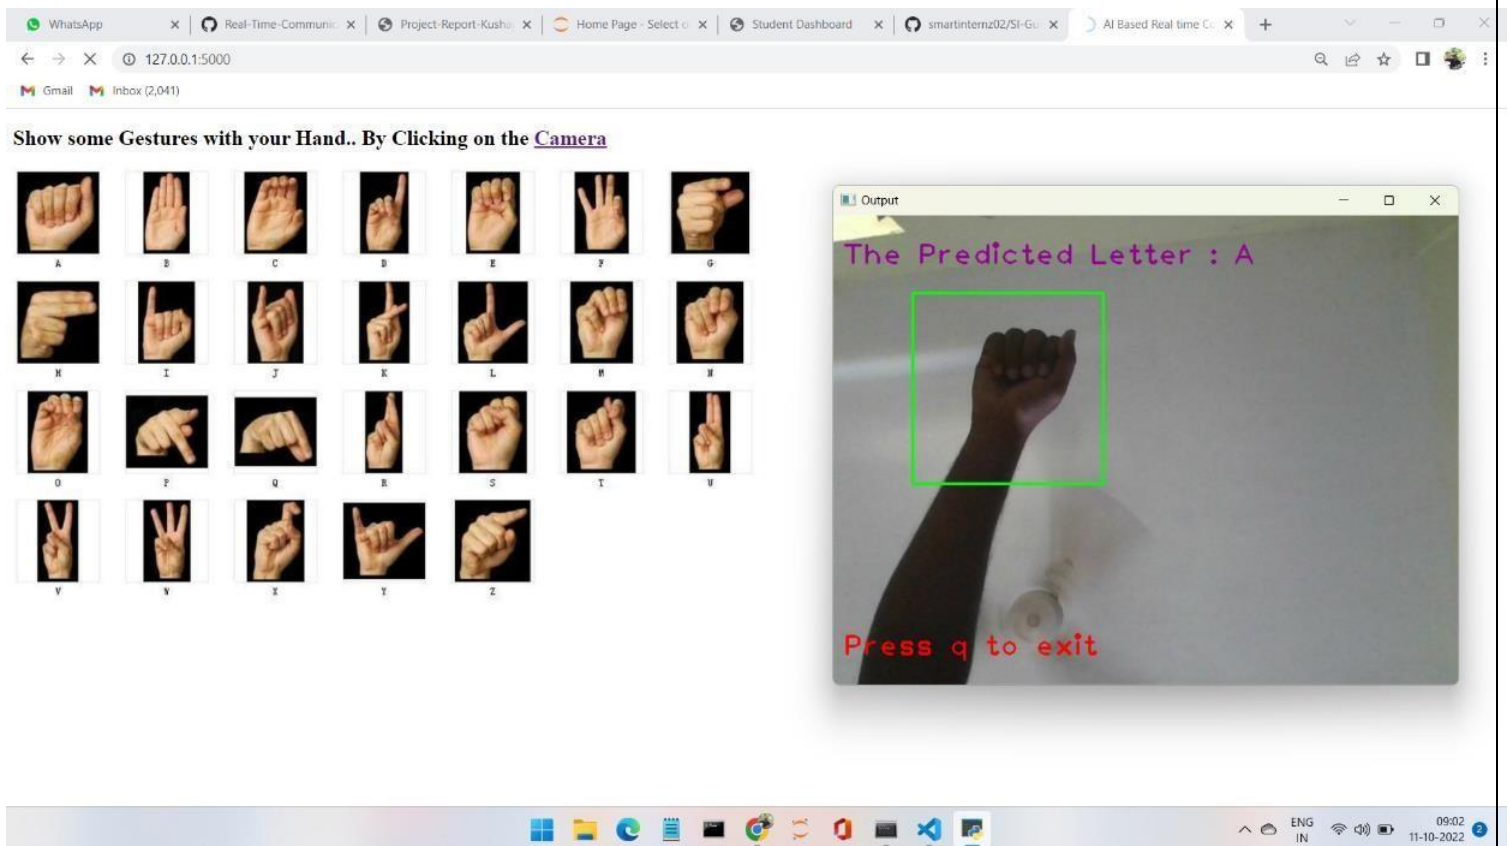 WhatsApp
Real-Time-Communic
Project-Report-Kusha
Home Page - Select o
Student Dashboard
smartinternz02/SI-Gu
AI Based Real time Co
127.0.0.1:5000
Gmail
Inbox (2,041)
Show some Gestures with your Hand.. By Clicking on the Camera
A B C D E F G
H I J K L M N
O P Q R S T U
V W X Y Z
Output
The Predicted Letter : A
Press q to exit
ENG
IN
09:02
11-10-2022
2